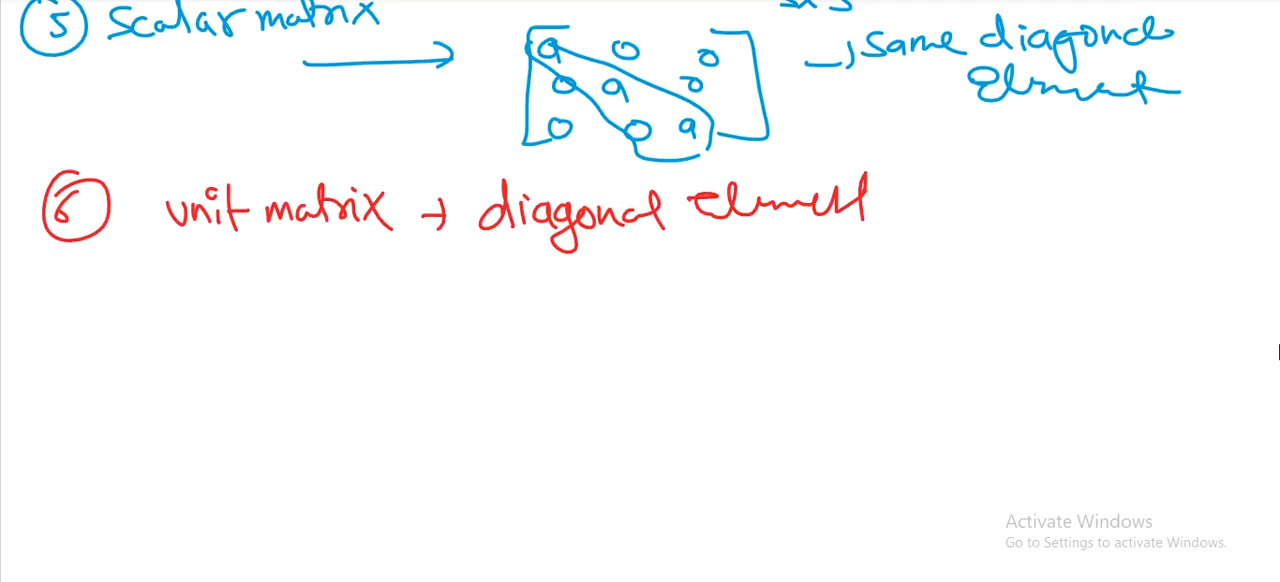 5 Scalar matrix
→ [a 0 0
0 a 0
0 0 a] → Same diagonal
Element
6 unit matrix → diagonal element
Activate Windows
Go to Settings to activate Windows.